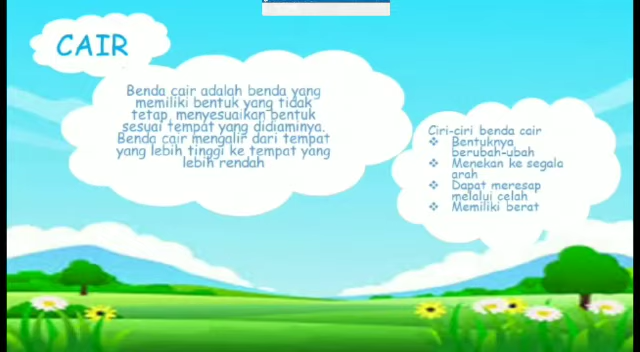 CAIR
Benda cair adalah benda yang
memiliki bentuk yang tidak
tetap, menyesuaikan bentuk
sesuai tempat yang didiaminya.
Benda cair mengalir dari tempat
yang lebih tinggi ke tempat yang
lebih rendah
Ciri-ciri benda cair
❖ Bentuknya
berubah-ubah
❖ Menekan ke segala
arah
❖ Dapat meresap
melalui celah
❖ Memiliki berat